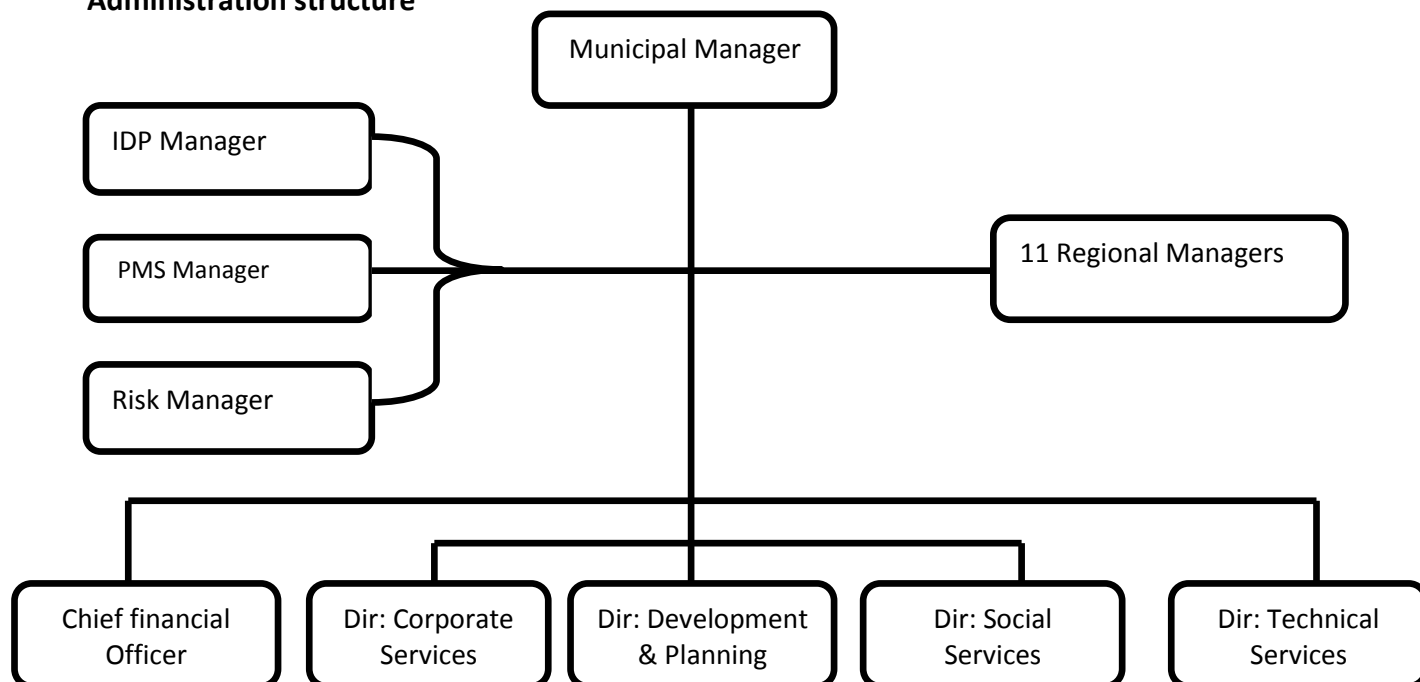 Administration structure
Municipal Manager
IDP Manager
PMS Manager
11 Regional Managers
Risk Manager
Chief financial
Officer
Dir: Corporate
Services
Dir: Development
& Planning
Dir: Social
Services
Dir: Technical
Services